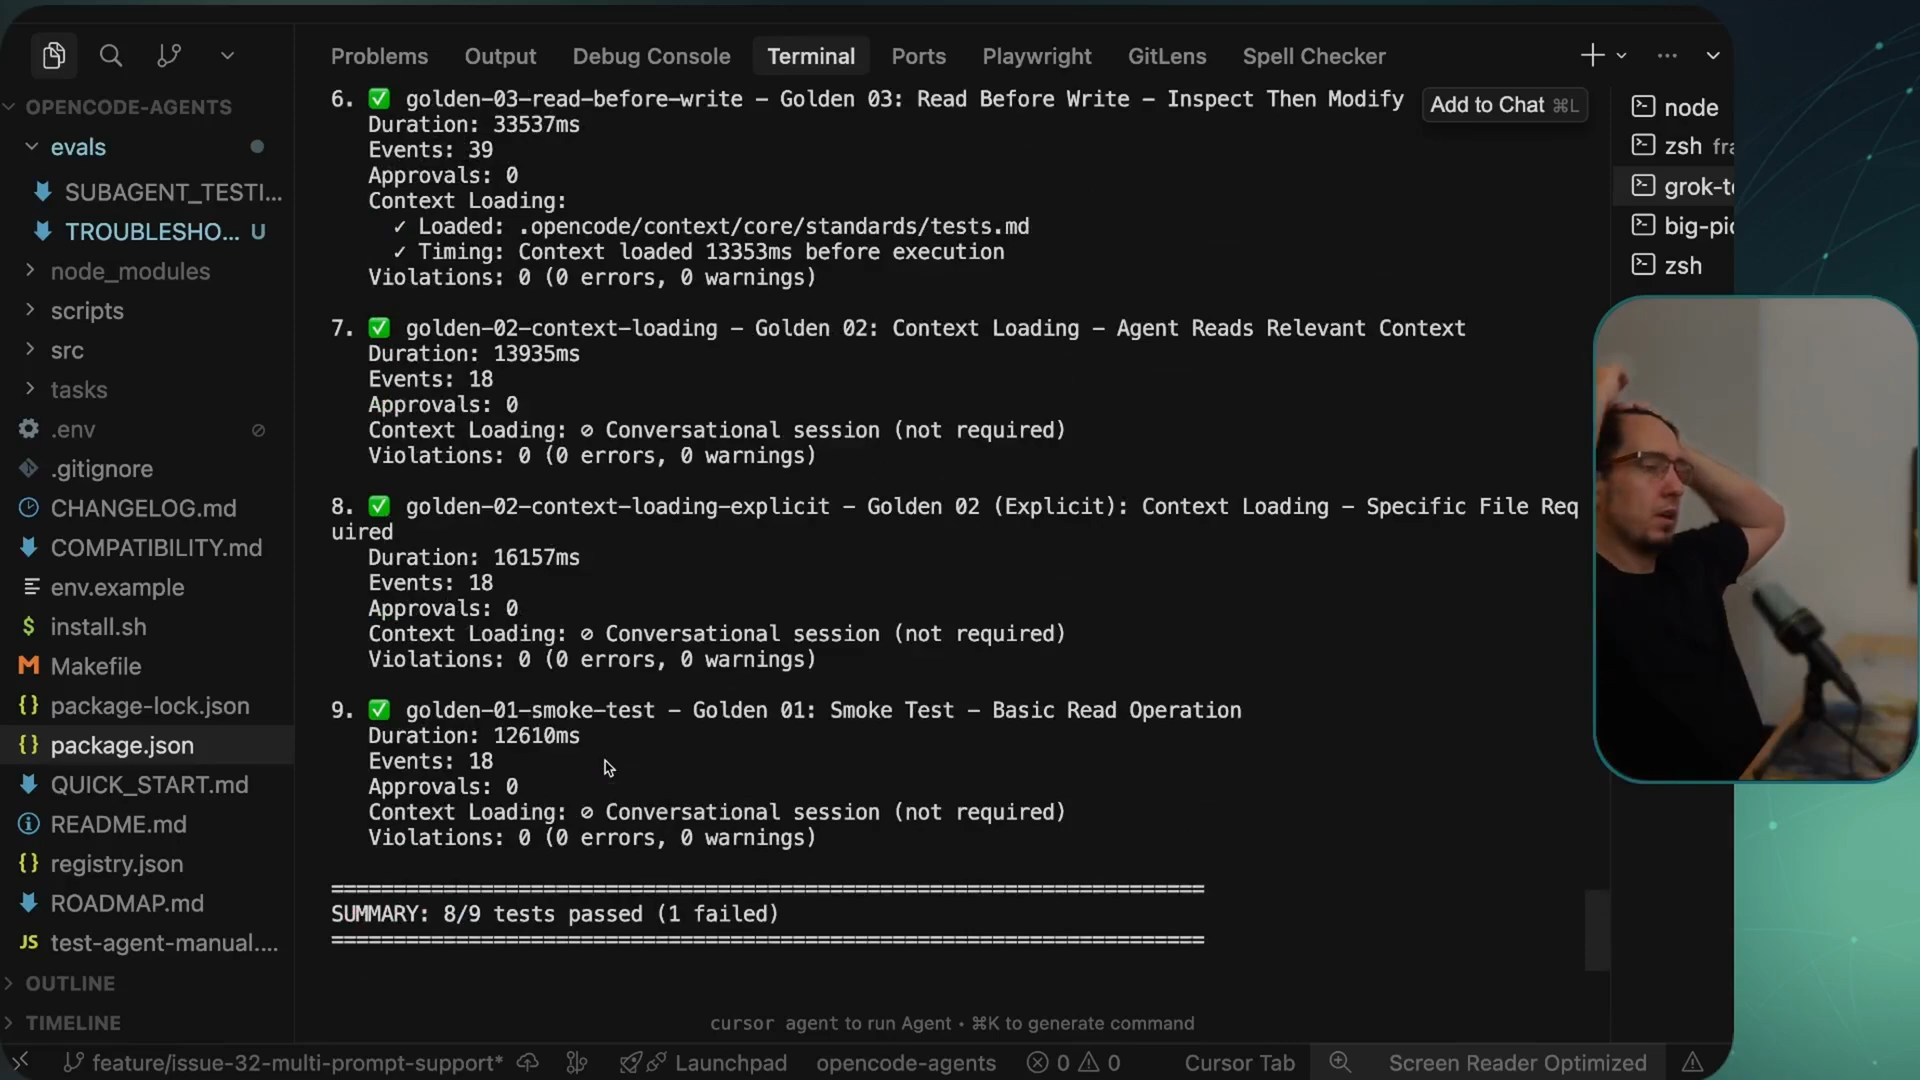 Problems Output Debug Console Terminal Ports Playwright GitLens Spell Checker
OPENCODE-AGENTS
evals
SUBAGENT_TESTI...
TROUBLESHO... U
node_modules
scripts
src
tasks
.env
.gitignore
CHANGELOG.md
COMPATIBILITY.md
env.example
$ install.sh
M Makefile
{} package-lock.json
{} package.json
QUICK_START.md
README.md
{} registry.json
ROADMAP.md
JS test-agent-manual....
OUTLINE
TIMELINE
6. ✅ golden-03-read-before-write - Golden 03: Read Before Write - Inspect Then Modify
Duration: 33537ms
Events: 39
Approvals: 0
Context Loading:
✓ Loaded: .opencode/context/core/standards/tests.md
✓ Timing: Context loaded 13353ms before execution
Violations: 0 (0 errors, 0 warnings)
7. ✅ golden-02-context-loading - Golden 02: Context Loading - Agent Reads Relevant Context
Duration: 13935ms
Events: 18
Approvals: 0
Context Loading: ⊘ Conversational session (not required)
Violations: 0 (0 errors, 0 warnings)
8. ✅ golden-02-context-loading-explicit - Golden 02 (Explicit): Context Loading - Specific File Req
uired
Duration: 16157ms
Events: 18
Approvals: 0
Context Loading: ⊘ Conversational session (not required)
Violations: 0 (0 errors, 0 warnings)
9. ✅ golden-01-smoke-test - Golden 01: Smoke Test - Basic Read Operation
Duration: 12610ms
Events: 18
Approvals: 0
Context Loading: ⊘ Conversational session (not required)
Violations: 0 (0 errors, 0 warnings)
======================================================================
SUMMARY: 8/9 tests passed (1 failed)
======================================================================
cursor agent to run Agent • ⌘K to generate command
Add to Chat ⌘L
node
zsh fra
grok-te
big-pic
zsh
feature/issue-32-multi-prompt-support* Launchpad opencode-agents 0 0 Cursor Tab Screen Reader Optimized